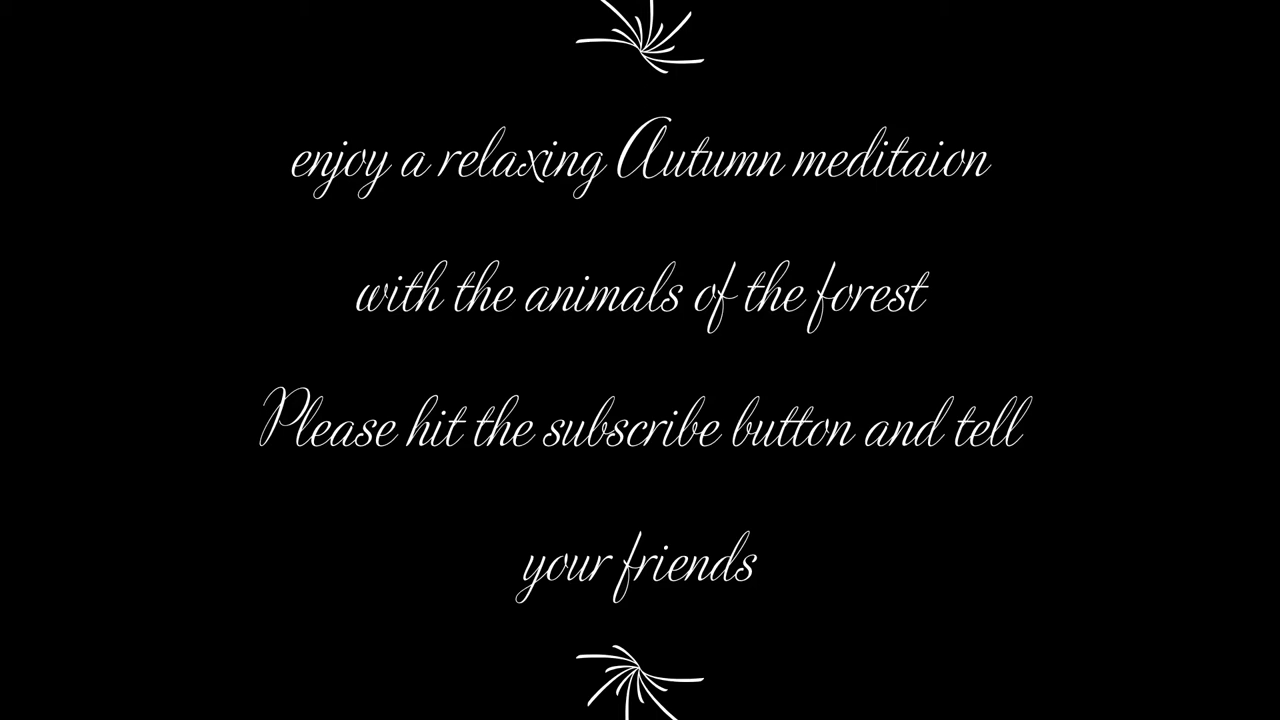 enjoy a relaxing Autumn meditaion
with the animals of the forest
Please hit the subscribe button and tell
your friends